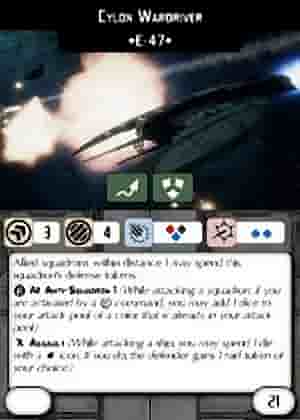 Cylon Wardriver
•E-47•
3
4
Allied squadrons within distance 1 may spend this
squadron's defense tokens.
AI: Anti-Squadron 1 (While attacking a squadron, if you
are activated by a command, you may add 1 dice to
your attack pool of a color that is already in your attack
pool.)
Assault (While attacking a ship, you may spend 1 die
with a icon. If you do, the defender gains 1 raid token of
your choice.)
21